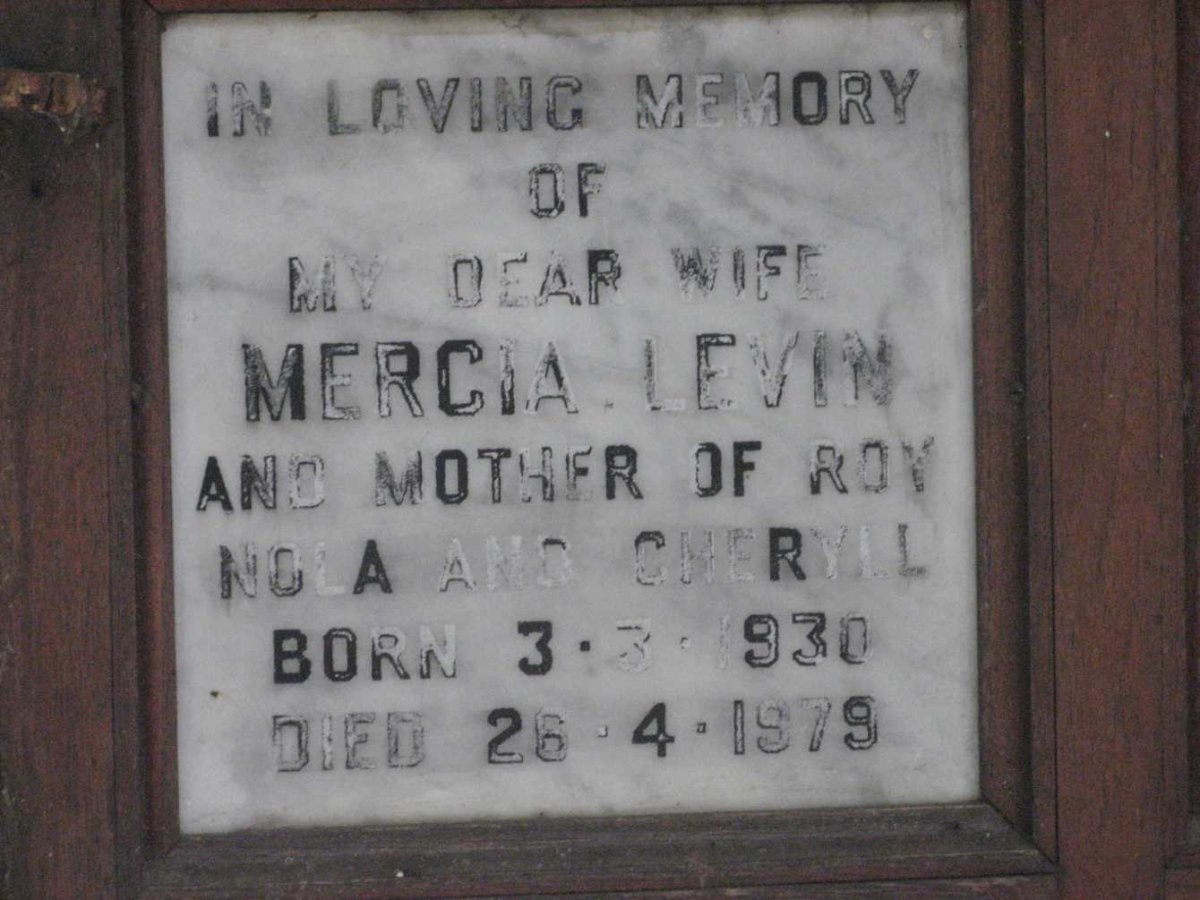 IN LOVING MEMORY
OF
MY DEAR WIFE
MERCIA LEVIN
AND MOTHER OF ROY
NOLA AND CHERYLL
BORN 3·3·1930
DIED 26·4·1979